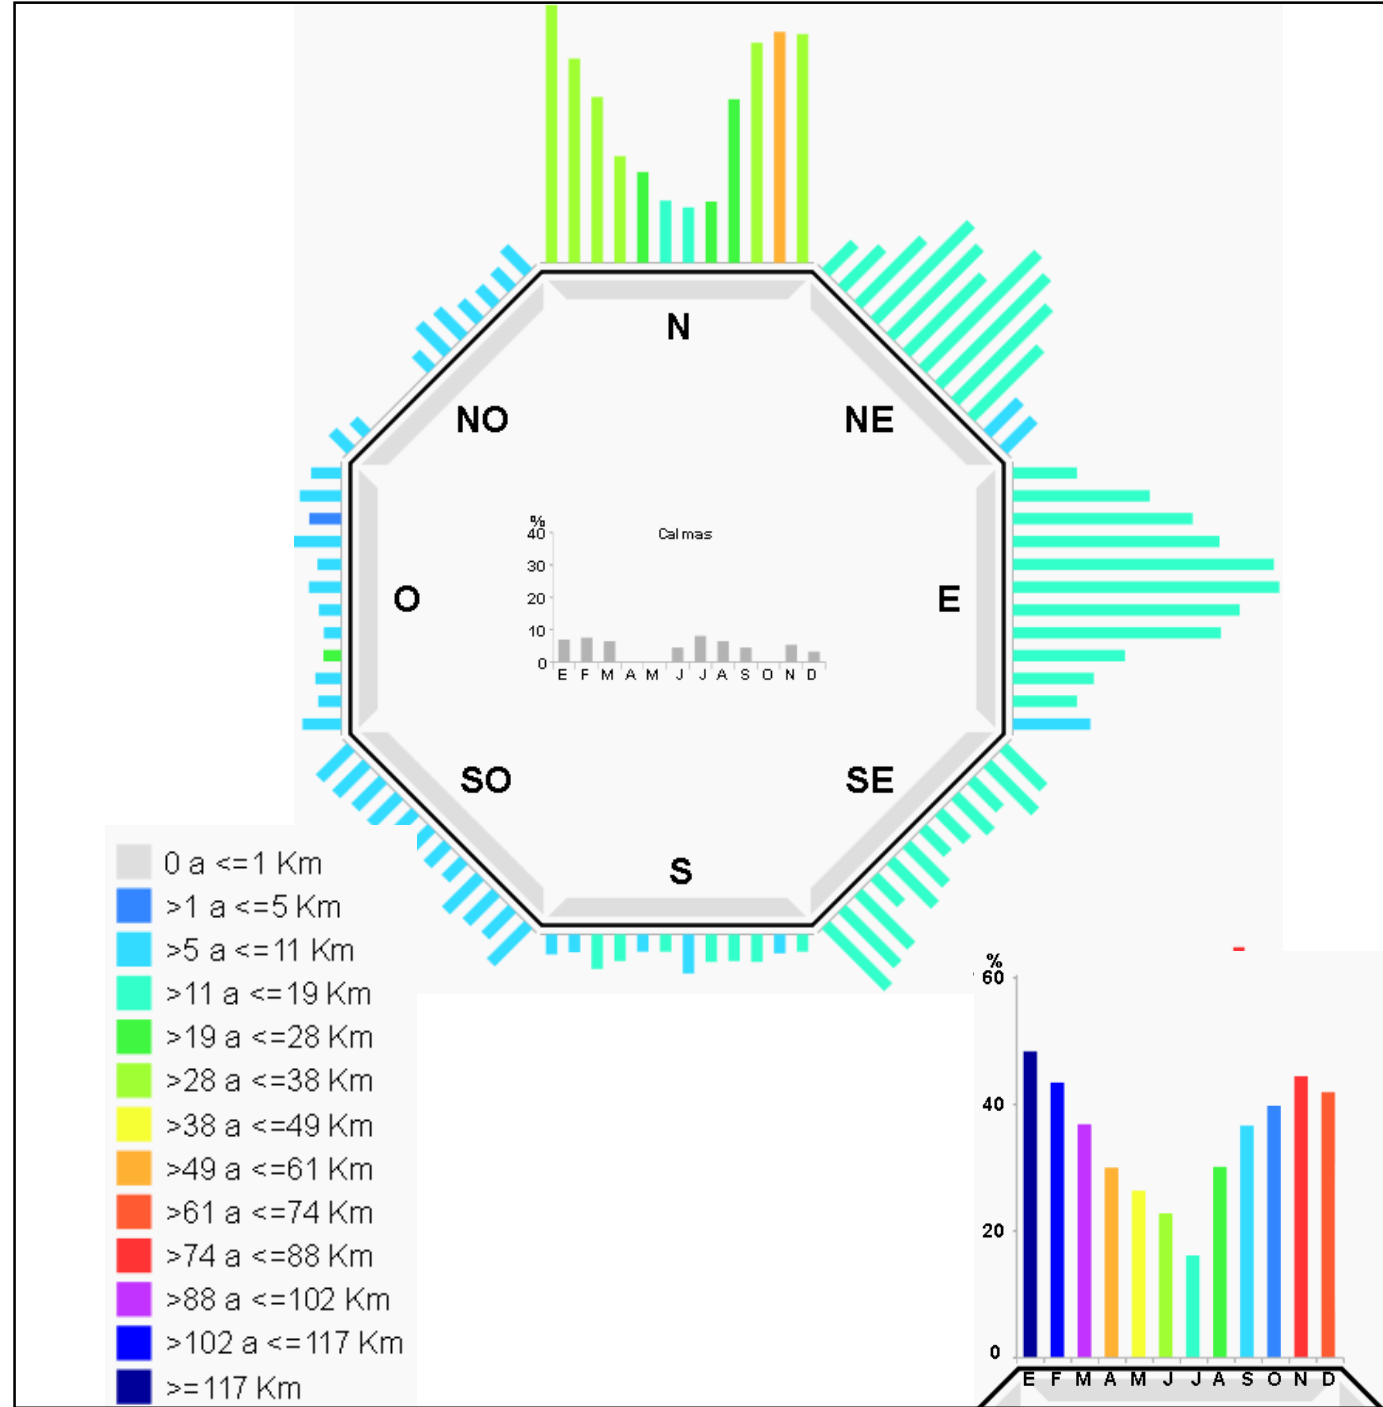 N
NO
NE
%
Calmas
40
30
20
10
0
E F M A M J J A S O N D
O
E
SO
SE
S
0 a <=1 Km
>1 a <=5 Km
>5 a <=11 Km
>11 a <=19 Km
>19 a <=28 Km
>28 a <=38 Km
>38 a <=49 Km
>49 a <=61 Km
>61 a <=74 Km
>74 a <=88 Km
>88 a <=102 Km
>102 a <=117 Km
>=117 Km
%
60
40
20
0
E F M A M J J A S O N D